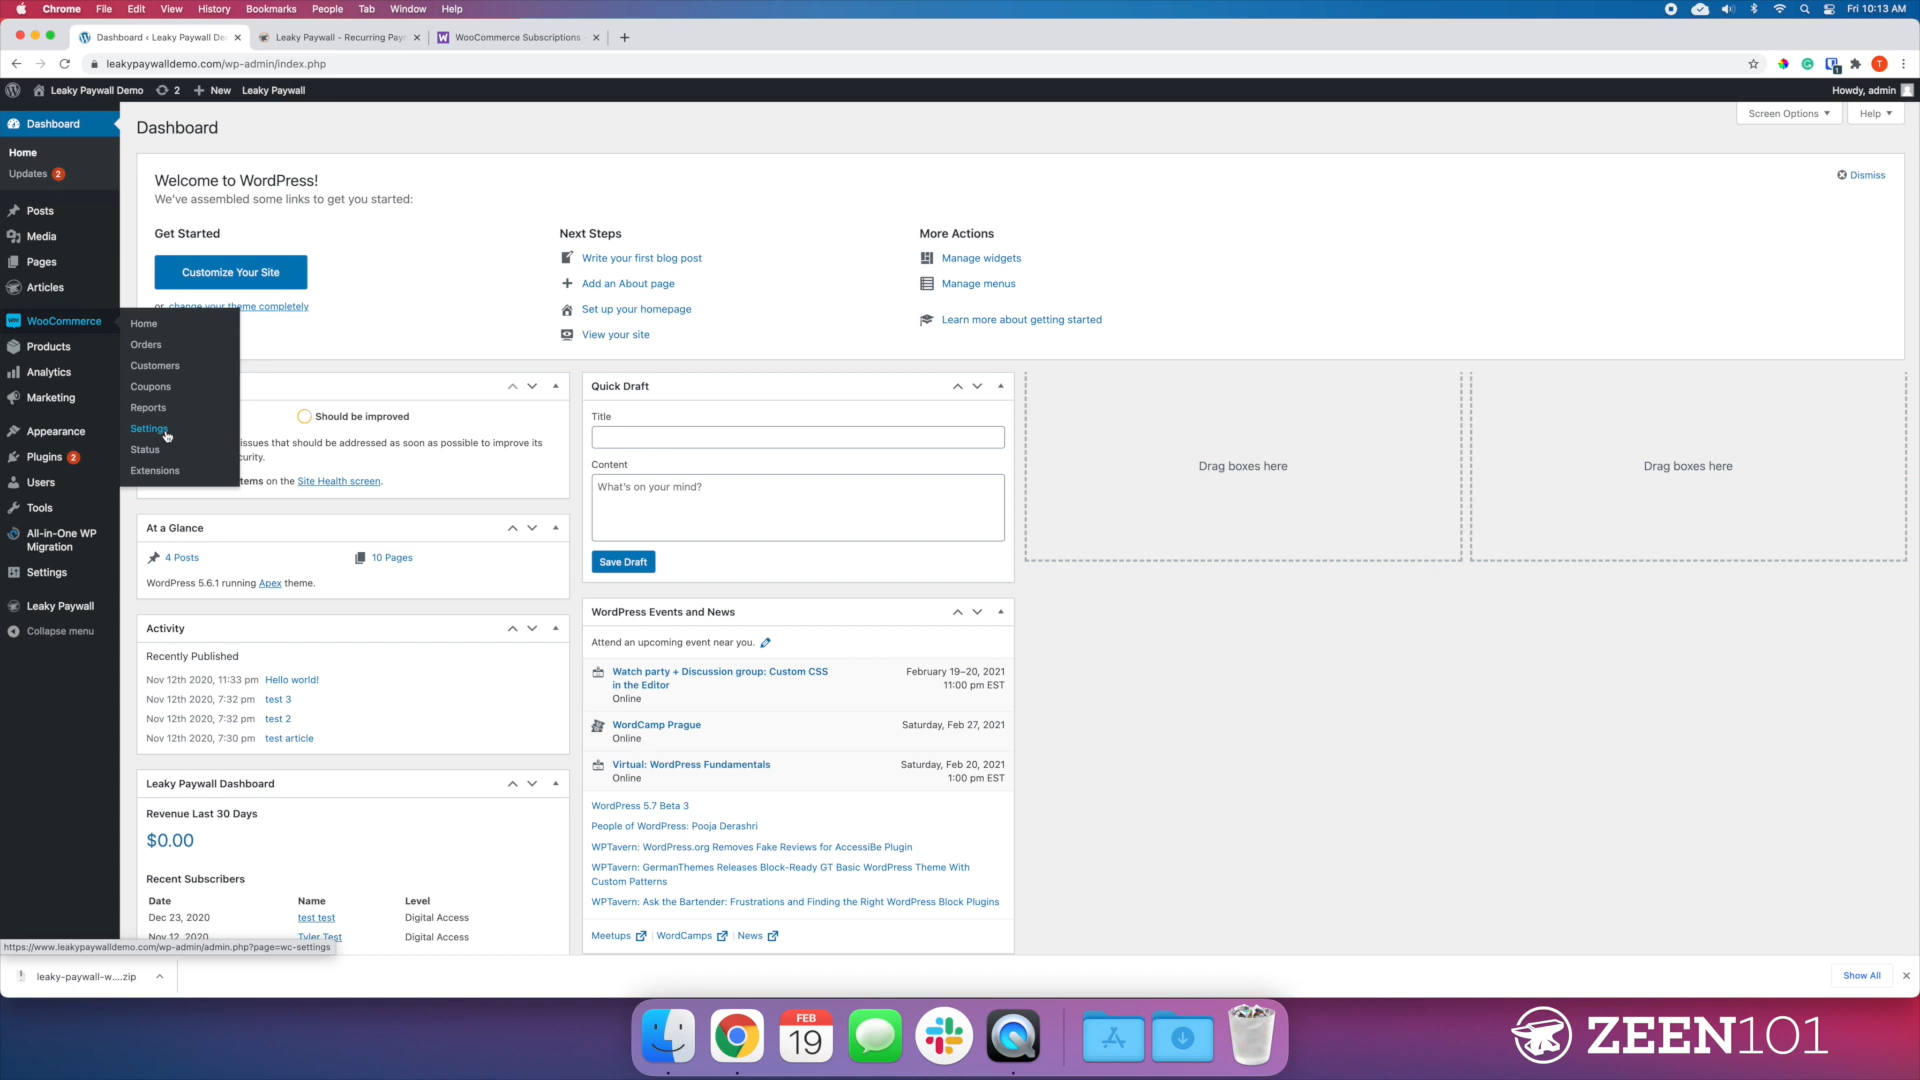 Chrome File Edit View History Bookmarks People Tab Window Help
Fri 10:13 AM
Dashboard ‹ Leaky Paywall De
Leaky Paywall - Recurring Paym
WooCommerce Subscriptions
leakypaywalldemo.com/wp-admin/index.php
T
Leaky Paywall Demo 2 New Leaky Paywall
Howdy, admin
Dashboard
Home
Updates 2
Posts
Media
Pages
Articles
WooCommerce
Products
Analytics
Marketing
Appearance
Plugins 2
Users
Tools
All-in-One WP
Migration
Settings
Leaky Paywall
Collapse menu
Home
Orders
Customers
Coupons
Reports
Settings
Status
Extensions
Dashboard
Screen Options
Help
Welcome to WordPress!
We've assembled some links to get you started:
Dismiss
Get Started
Customize Your Site
or, change your theme completely
Next Steps
Write your first blog post
Add an About page
Set up your homepage
View your site
More Actions
Manage widgets
Manage menus
Learn more about getting started
Should be improved
issues that should be addressed as soon as possible to improve its
curity.
tems on the Site Health screen.
At a Glance
4 Posts
10 Pages
WordPress 5.6.1 running Apex theme.
Activity
Recently Published
Nov 12th 2020, 11:33 pm Hello world!
Nov 12th 2020, 7:32 pm test 3
Nov 12th 2020, 7:32 pm test 2
Nov 12th 2020, 7:30 pm test article
Leaky Paywall Dashboard
Revenue Last 30 Days
$0.00
Recent Subscribers
Date Name Level
Dec 23, 2020 test test Digital Access
Nov 12, 2020 Tyler Test Digital Access
Quick Draft
Title
Content
What's on your mind?
Save Draft
WordPress Events and News
Attend an upcoming event near you.
Watch party + Discussion group: Custom CSS
in the Editor
Online
February 19–20, 2021
11:00 pm EST
WordCamp Prague
Online
Saturday, Feb 27, 2021
Virtual: WordPress Fundamentals
Online
Saturday, Feb 20, 2021
1:00 pm EST
WordPress 5.7 Beta 3
People of WordPress: Pooja Derashri
WPTavern: WordPress.org Removes Fake Reviews for AccessiBe Plugin
WPTavern: GermanThemes Releases Block-Ready GT Basic WordPress Theme With
Custom Patterns
WPTavern: Ask the Bartender: Frustrations and Finding the Right WordPress Block Plugins
Meetups | WordCamps | News
Drag boxes here
Drag boxes here
https://www.leakypaywalldemo.com/wp-admin/admin.php?page=wc-settings
leaky-paywall-w....zip
Show All
FEB
19
ZEEN101